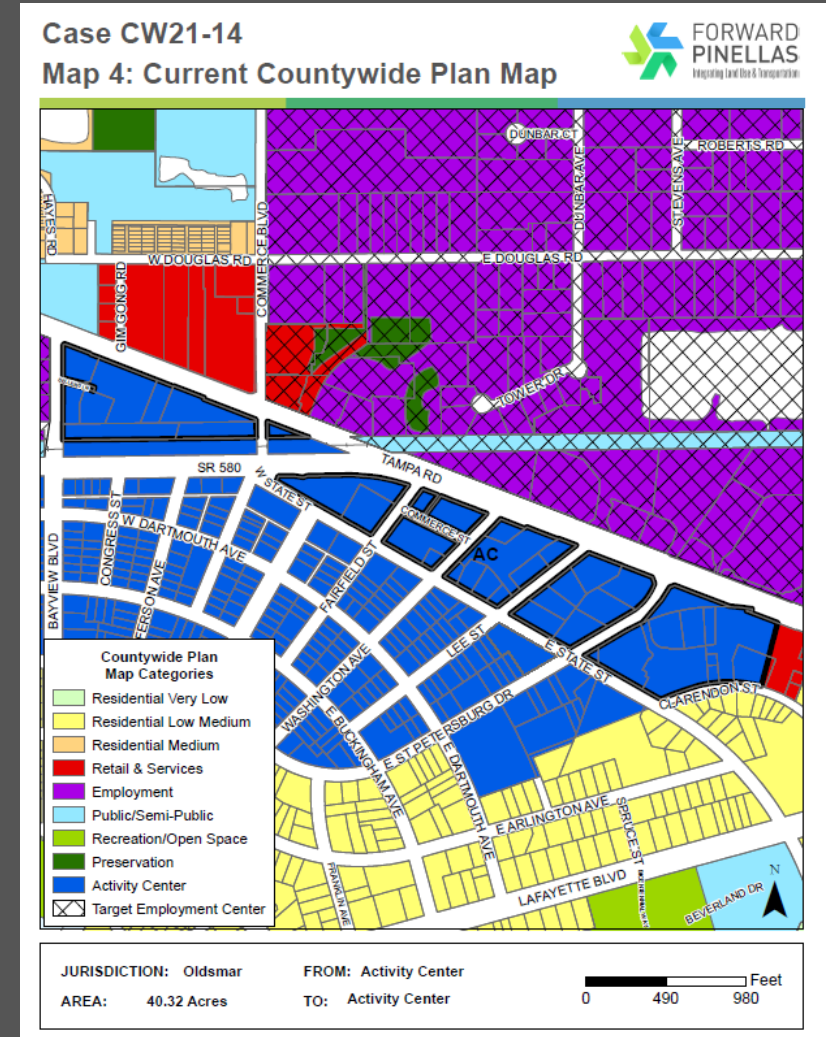 Case CW21-14
Map 4: Current Countywide Plan Map
FORWARD
PINELLAS
Integrating Land Use & Transportation
DUNBAR CT
ROBERTS RD
DUNBAR AVE
STEVENS AVE
HAYES RD
COMMERCE BLVD
W DOUGLAS RD
E DOUGLAS RD
GIM GONG RD
TOWER DR
TAMPA RD
SR 580
W STATE ST
COMMERCE ST
AC
CONGRESS ST
W DARTMOUTH AVE
FAIRFIELD ST
BAYVIEW BLVD
FERSON AVE
LEE ST
E STATE ST
CLARENDON ST
WASHINGTON AVE
E BUCKINGHAM AVE
E ST PETERSBURG DR
E DARTMOUTH AVE
E ARLINGTON AVE
SPRUCE ST
FRANKLIN AVE
LAFAYETTE BLVD
BEVERLAND DR
N
Countywide Plan
Map Categories
Residential Very Low
Residential Low Medium
Residential Medium
Retail & Services
Employment
Public/Semi-Public
Recreation/Open Space
Preservation
Activity Center
Target Employment Center
JURISDICTION: Oldsmar
FROM: Activity Center
AREA: 40.32 Acres
TO: Activity Center
Feet
0 490 980